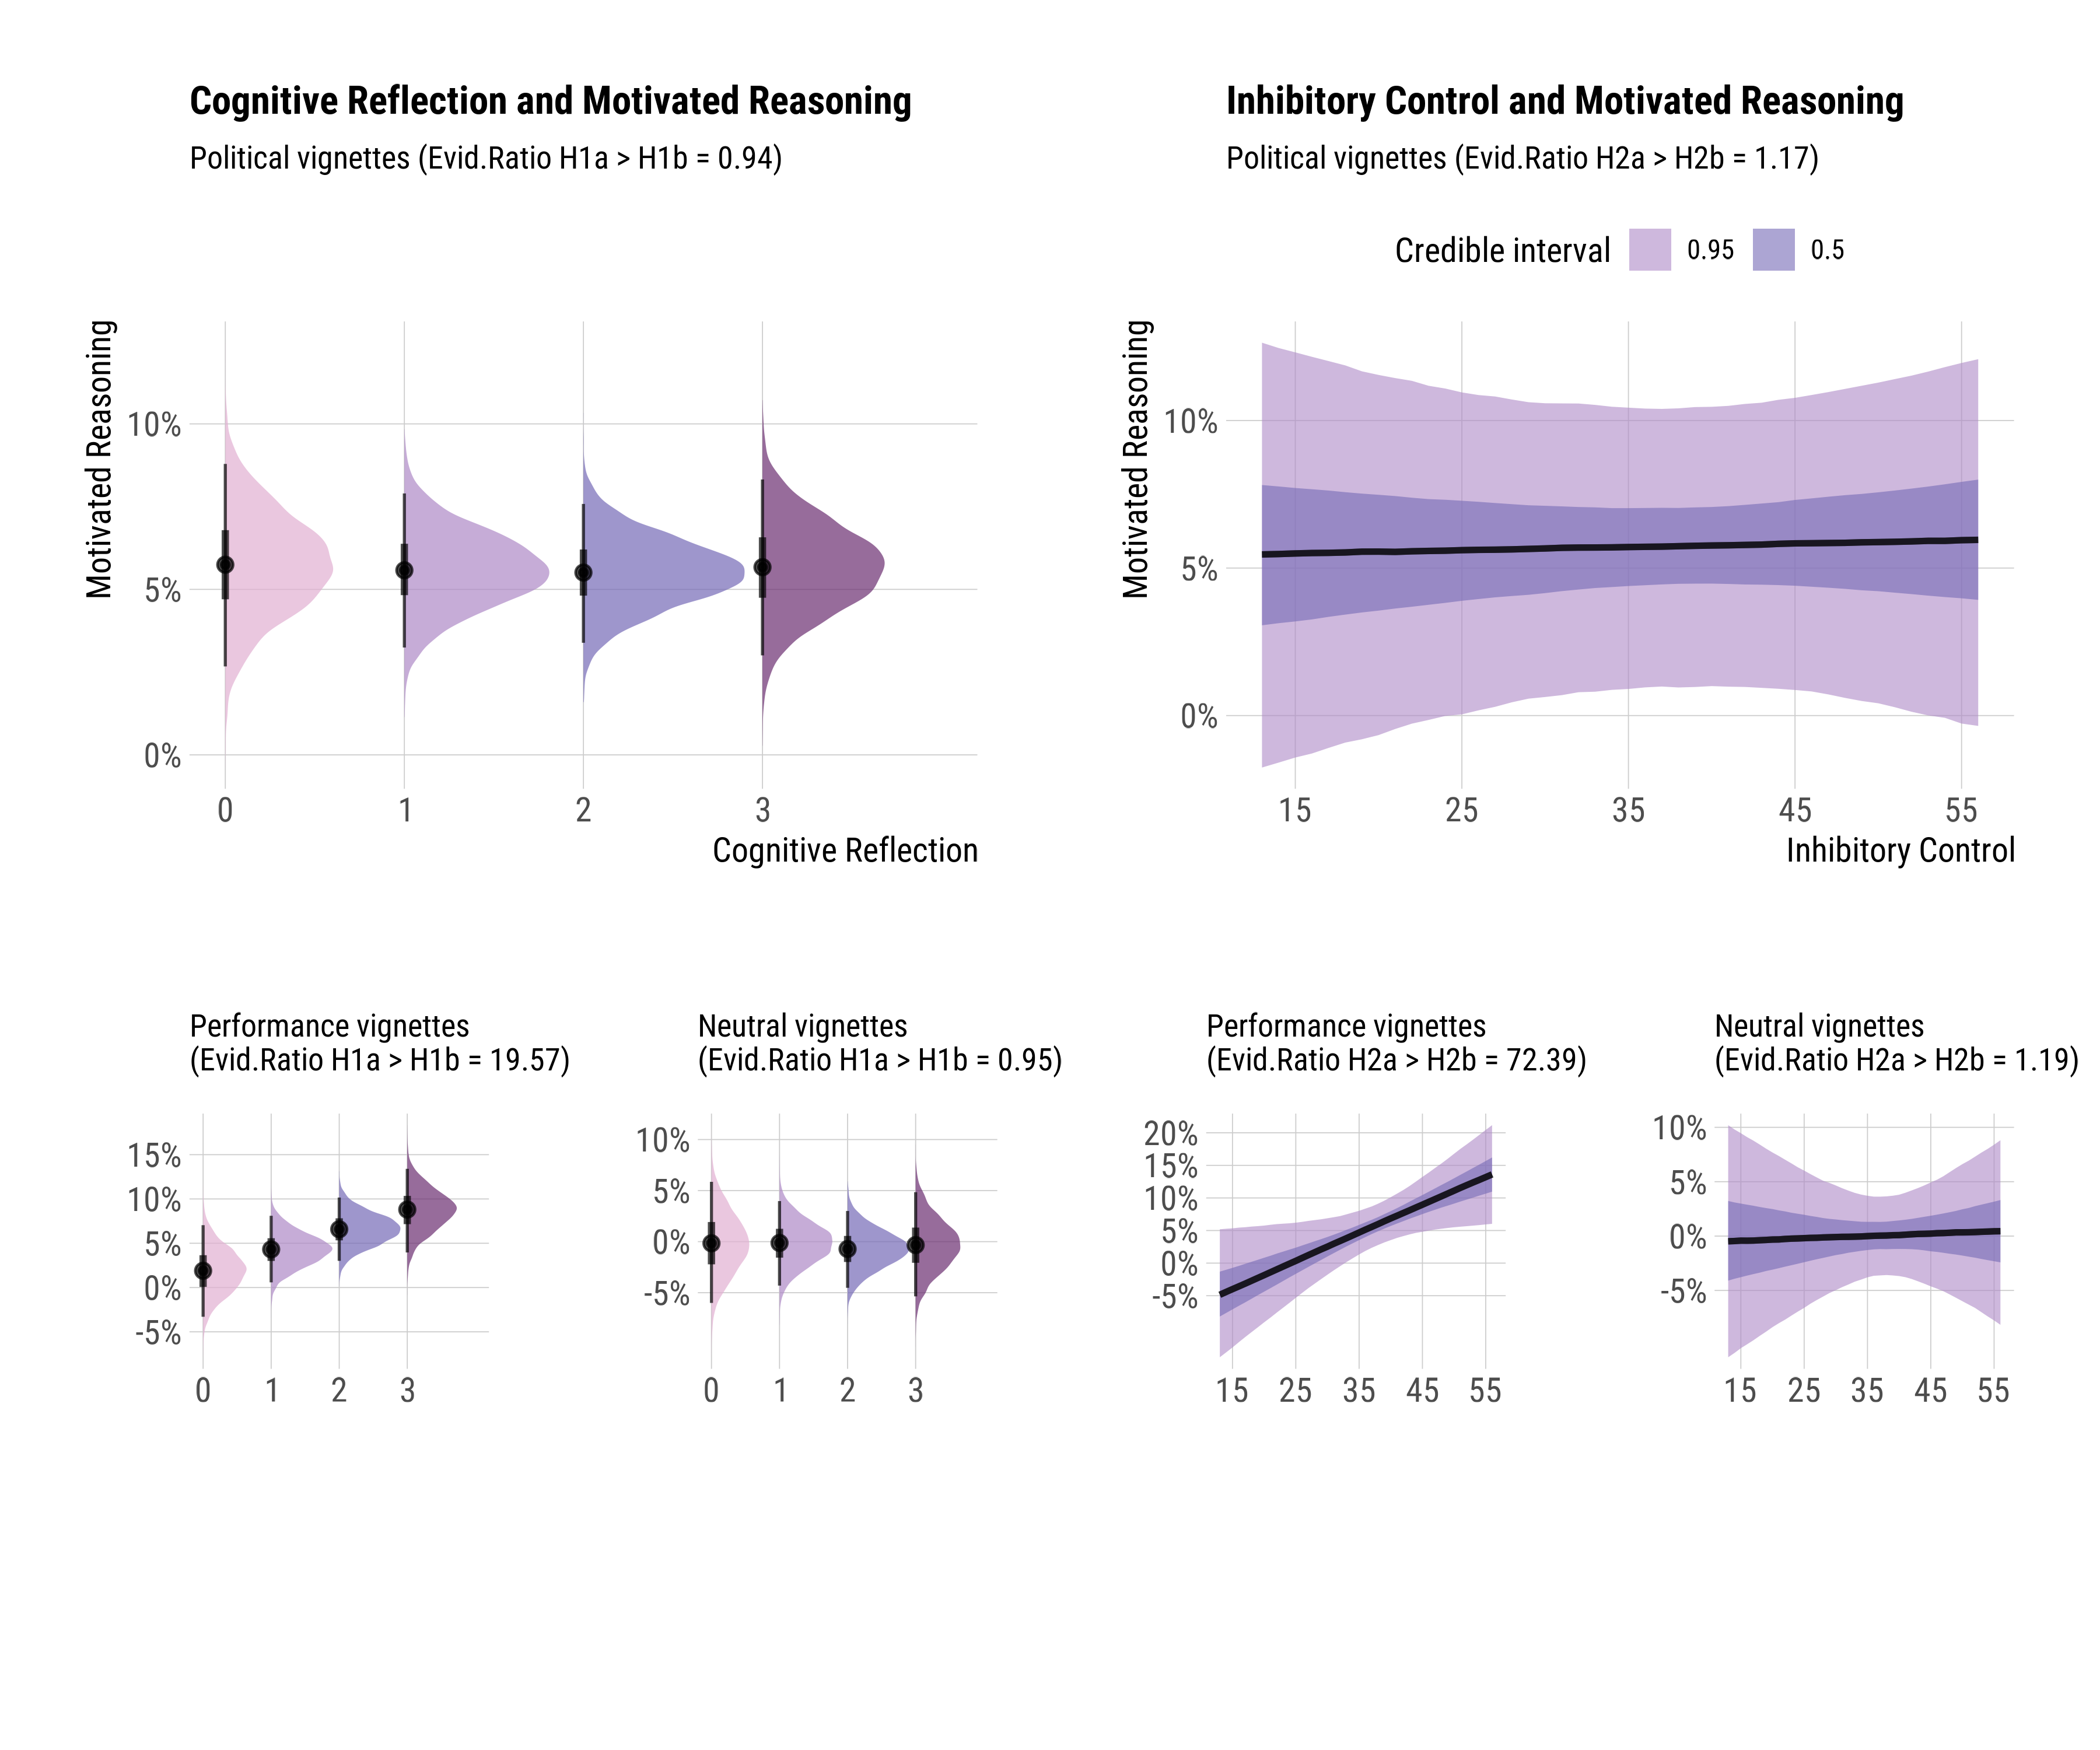 Cognitive Reflection and Motivated Reasoning
Political vignettes (Evid.Ratio H1a > H1b = 0.94)
Motivated Reasoning
10%
5%
0%
0 1 2 3
Cognitive Reflection
Inhibitory Control and Motivated Reasoning
Political vignettes (Evid.Ratio H2a > H2b = 1.17)
Credible interval 0.95 0.5
Motivated Reasoning
10%
5%
0%
15 25 35 45 55
Inhibitory Control
Performance vignettes
(Evid.Ratio H1a > H1b = 19.57)
15%
10%
5%
0%
-5%
0 1 2 3
Neutral vignettes
(Evid.Ratio H1a > H1b = 0.95)
10%
5%
0%
-5%
0 1 2 3
Performance vignettes
(Evid.Ratio H2a > H2b = 72.39)
20%
15%
10%
5%
0%
-5%
15 25 35 45 55
Neutral vignettes
(Evid.Ratio H2a > H2b = 1.19)
10%
5%
0%
-5%
15 25 35 45 55